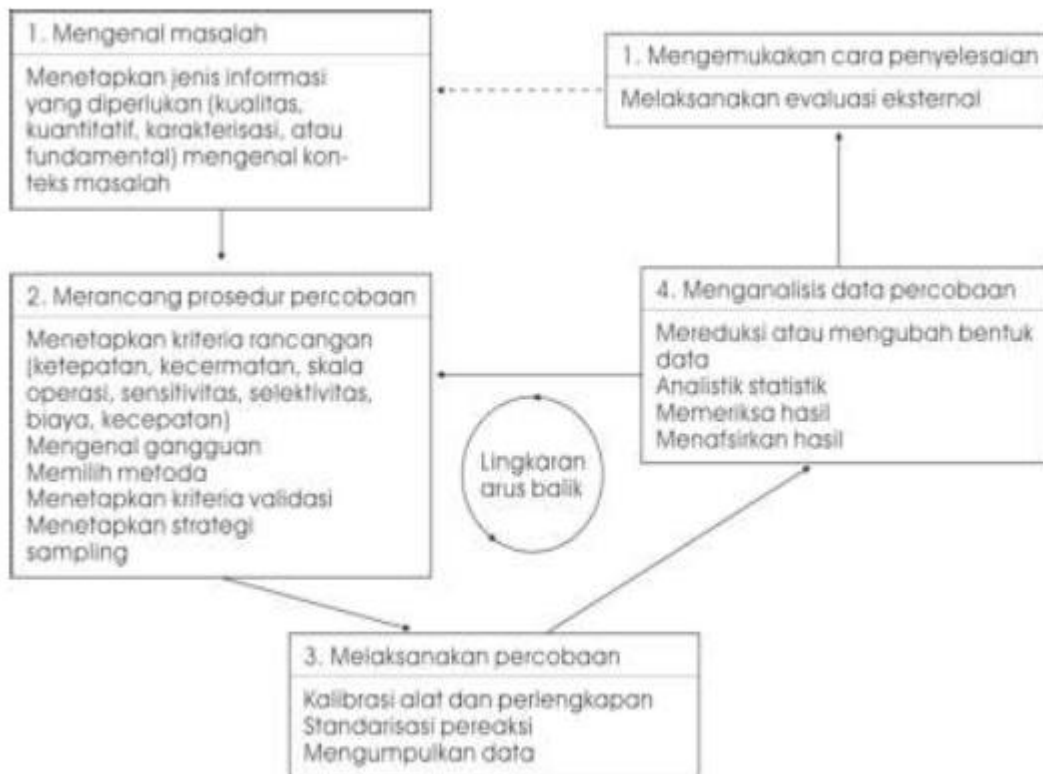 1. Mengenal masalah
Menetapkan jenis informasi
yang diperlukan (kualitas,
kuantitatif, karakterisasi, atau
fundamental) mengenal kon-
teks masalah
1. Mengemukakan cara penyelesaian
Melaksanakan evaluasi eksternal
2. Merancang prosedur percobaan
Menetapkan kriteria rancangan
(ketepatan, kecermatan, skala
operasi, sensitivitas, selektivitas,
biaya, kecepatan)
Mengenal gangguan
Memilih metoda
Menetapkan kriteria validasi
Menetapkan strategi
sampling
Lingkaran
arus balik
4. Menganalisis data percobaan
Mereduksi atau mengubah bentuk
data
Analistik statistik
Memeriksa hasil
Menafsirkan hasil
3. Melaksanakan percobaan
Kalibrasi alat dan perlengkapan
Standarisasi pereaksi
Mengumpulkan data